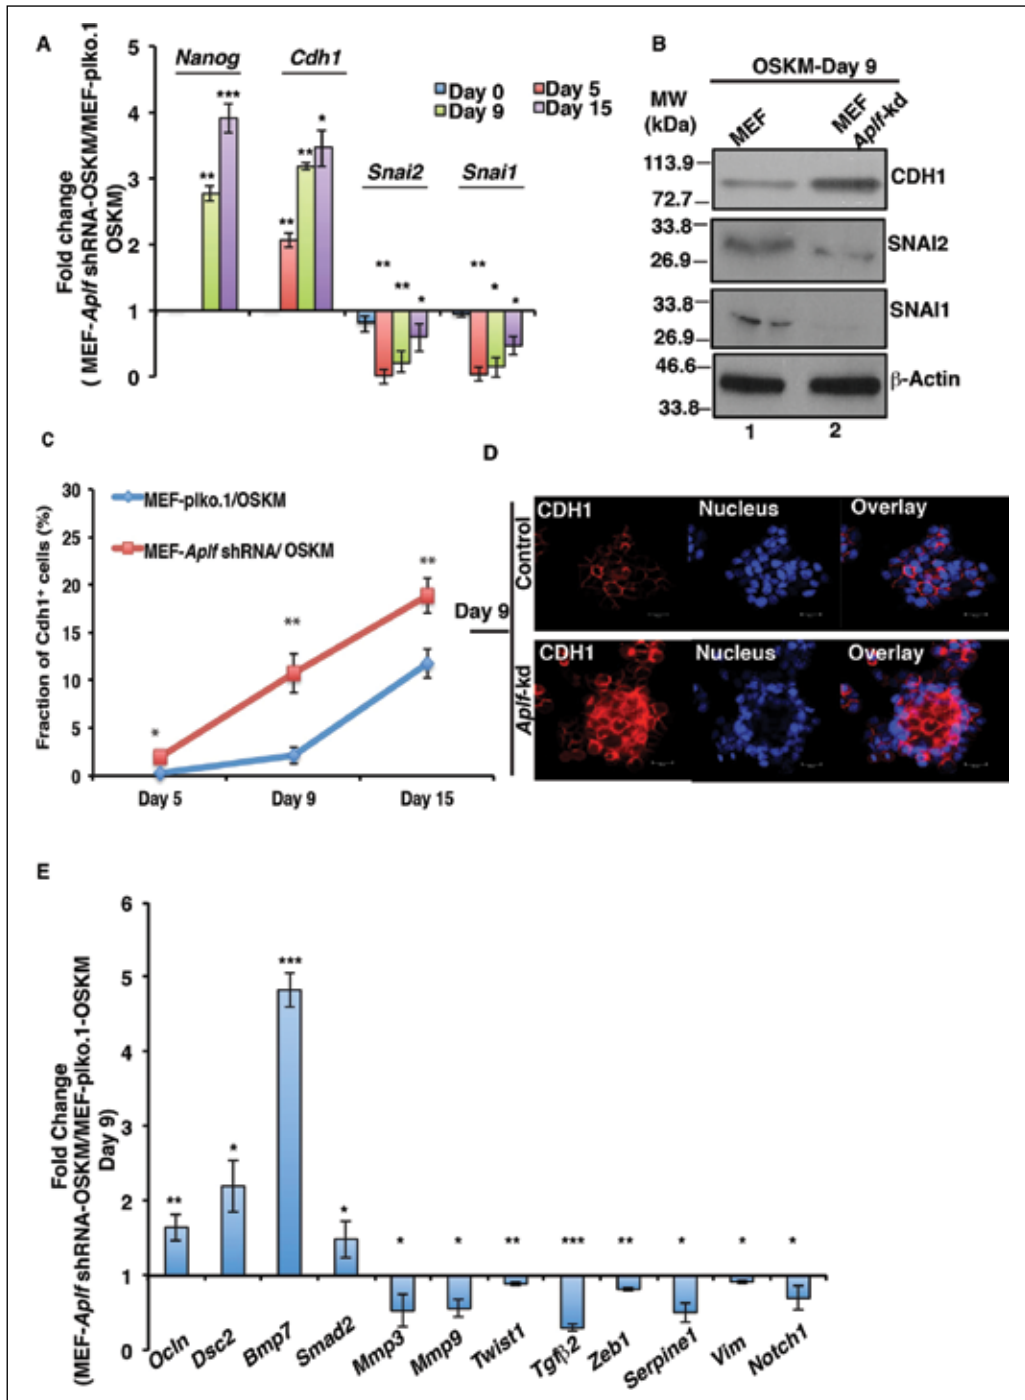 A
Fold change
( MEF-Aplf shRNA-OSKM/MEF-plko.1
OSKM)
5
4
3
2
1
0
Nanog
Cdh1
Snai2
Snai1
Day 0
Day 5
Day 9
Day 15
**
***
**
**
*
**
**
*
**
*
*
B
OSKM-Day 9
MW
(kDa)
MEF
MEF
Aplf-kd
113.9
72.7
CDH1
33.8
26.9
SNAI2
33.8
26.9
SNAI1
46.6
33.8
β-Actin
1
2
C
Fraction of Cdh1+ cells (%)
30
25
20
15
10
5
0
MEF-plko.1/OSKM
MEF-Aplf shRNA/ OSKM
*
**
**
Day 5
Day 9
Day 15
D
Day 9
Control
CDH1
Nucleus
Overlay
Aplf-kd
CDH1
Nucleus
Overlay
E
Fold Change
(MEF-Aplf shRNA-OSKM/MEF-plko.1-OSKM
Day 9)
6
5
4
3
2
1
0
**
*
***
*
*
*
**
***
**
*
*
*
Ocln
Dsc2
Bmp7
Smad2
Mmp3
Mmp9
Twist1
Tgfβ2
Zeb1
Serpine1
Vim
Notch1